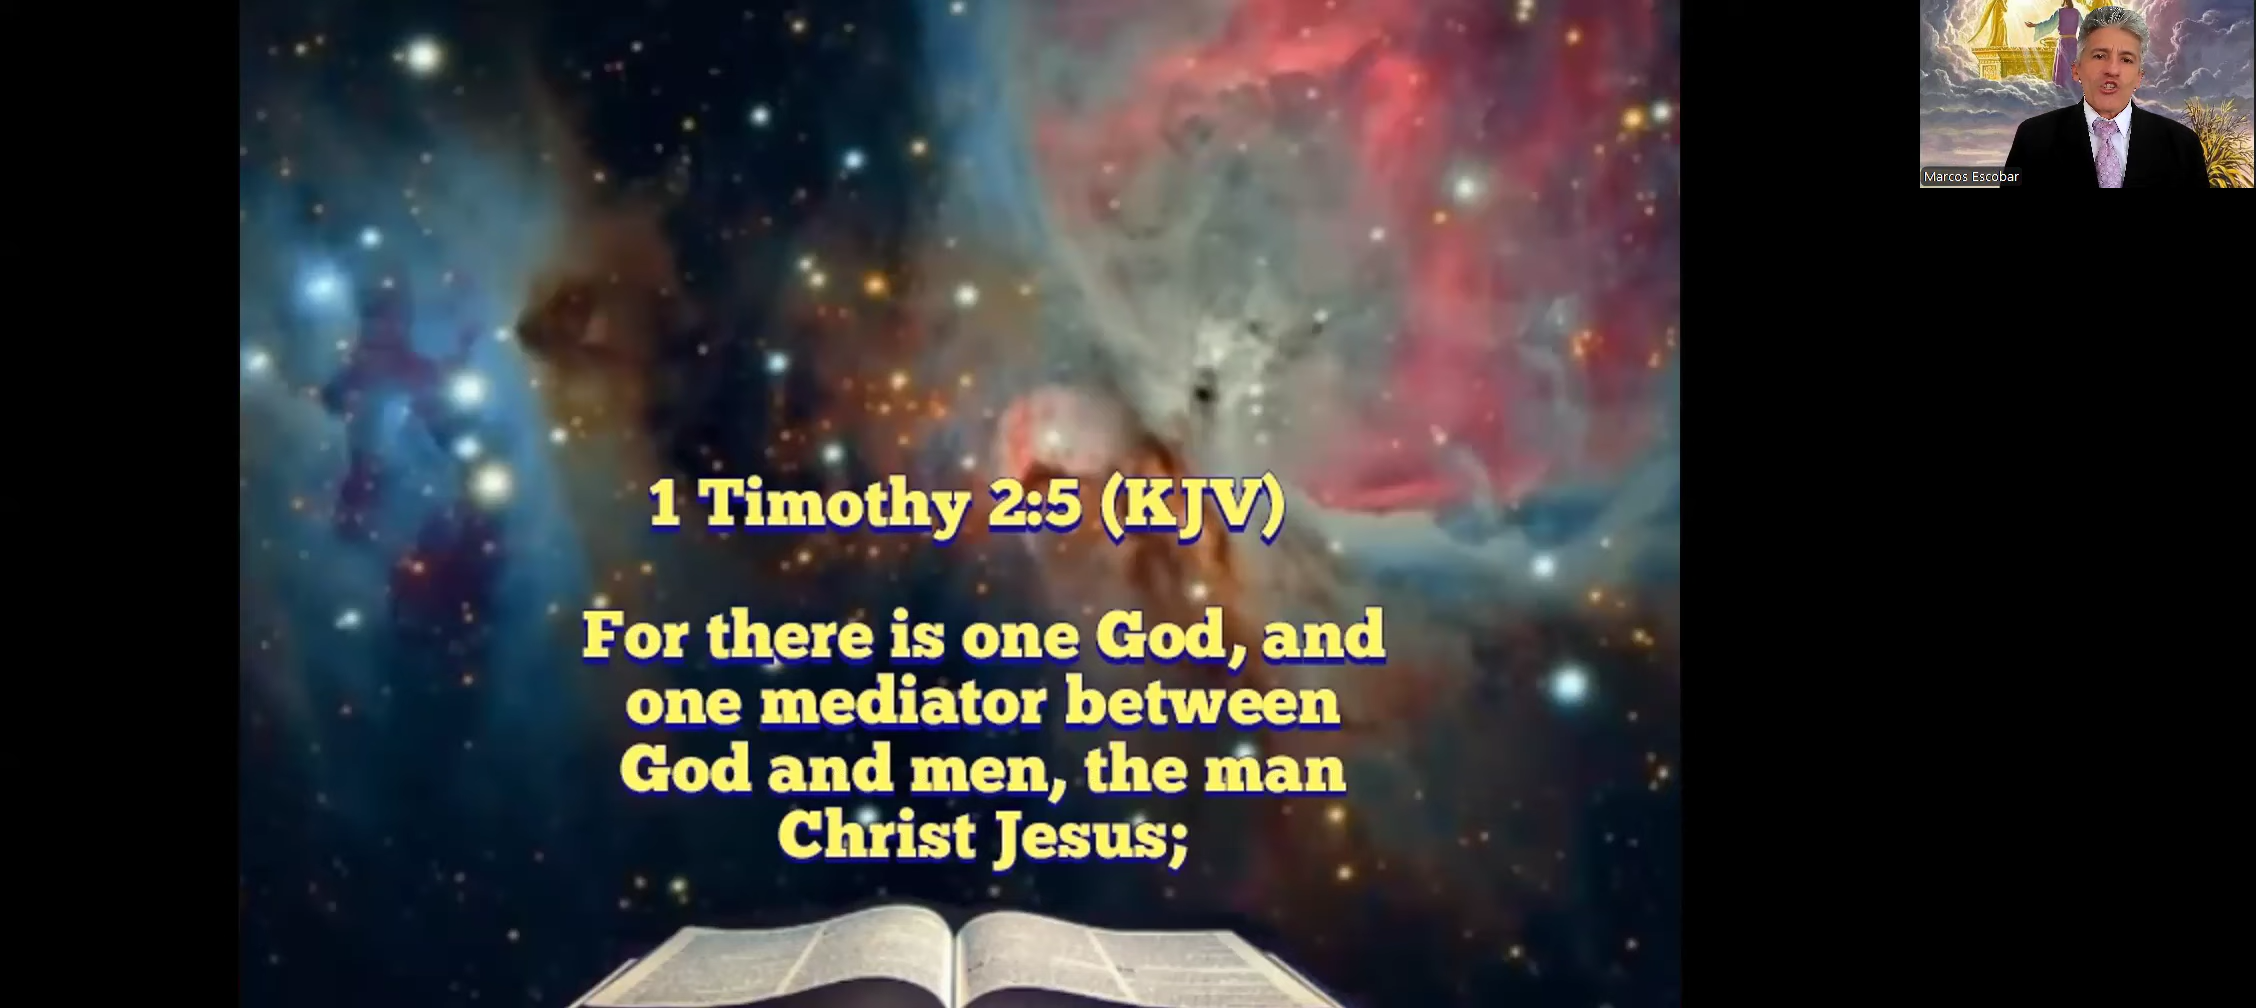 1 Timothy 2:5 (KJV)
For there is one God, and
one mediator between
God and men, the man
Christ Jesus;
Marcos Escobar